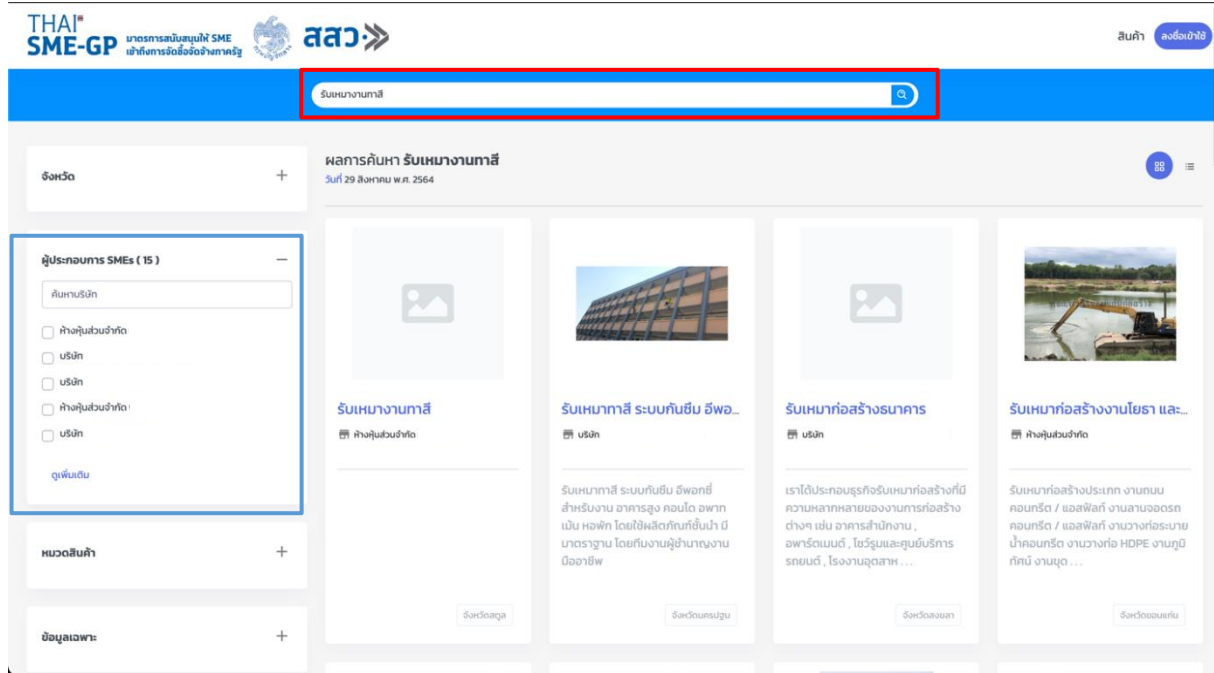 THAI
SME-GP
มาตรการสนับสนุนให้ SME
เข้าถึงการจัดซื้อจัดจ้างภาครัฐ
สสว.
สินค้า
ลงชื่อเข้าใช้
รับเหมางานทาสี
จังหวัด
ผลการค้นหา รับเหมางานทาสี
วันที่ 29 สิงหาคม พ.ศ. 2564
ผู้ประกอบการ SMEs ( 15 )
ค้นหาบริษัท
ห้างหุ้นส่วนจำกัด
บริษัท
บริษัท
ห้างหุ้นส่วนจำกัด
บริษัท
ดูเพิ่มเติม
หมวดสินค้า
ข้อมูลเฉพาะ
รับเหมางานทาสี
ห้างหุ้นส่วนจำกัด
จังหวัดสตูล
รับเหมาทาสี ระบบกันซึม อีพอ...
บริษัท
รับเหมาทาสี ระบบกันซึม อีพอกซี่
สำหรับงาน อาคารสูง คอนโด อพาท
เม้น หอพัก โดยใช้ผลิตภัณฑ์ชั้นนำ มี
มาตราฐาน โดยทีมงานผู้ชำนาญงาน
มืออาชีพ
จังหวัดนครปฐม
รับเหมาก่อสร้างธนาคาร
บริษัท
เราได้ประกอบธุรกิจรับเหมาก่อสร้างที่มี
ความหลากหลายของงานการก่อสร้าง
ต่างๆ เช่น อาคารสำนักงาน ,
อพาร์ตเมนต์ , โชว์รูมและศูนย์บริการ
รถยนต์ , โรงงานอุตสาห . . .
จังหวัดสงขลา
รับเหมาก่อสร้างงานโยธา และ...
ห้างหุ้นส่วนจำกัด
รับเหมาก่อสร้างประเภท งานถนน
คอนกรีต / แอสฟัลท์ งานลานจอดรถ
คอนกรีต / แอสฟัลท์ งานวางท่อระบาย
น้ำคอนกรีต งานวางท่อ HDPE งานภูมิ
ทัศน์ งานขุด . . .
จังหวัดขอนแก่น